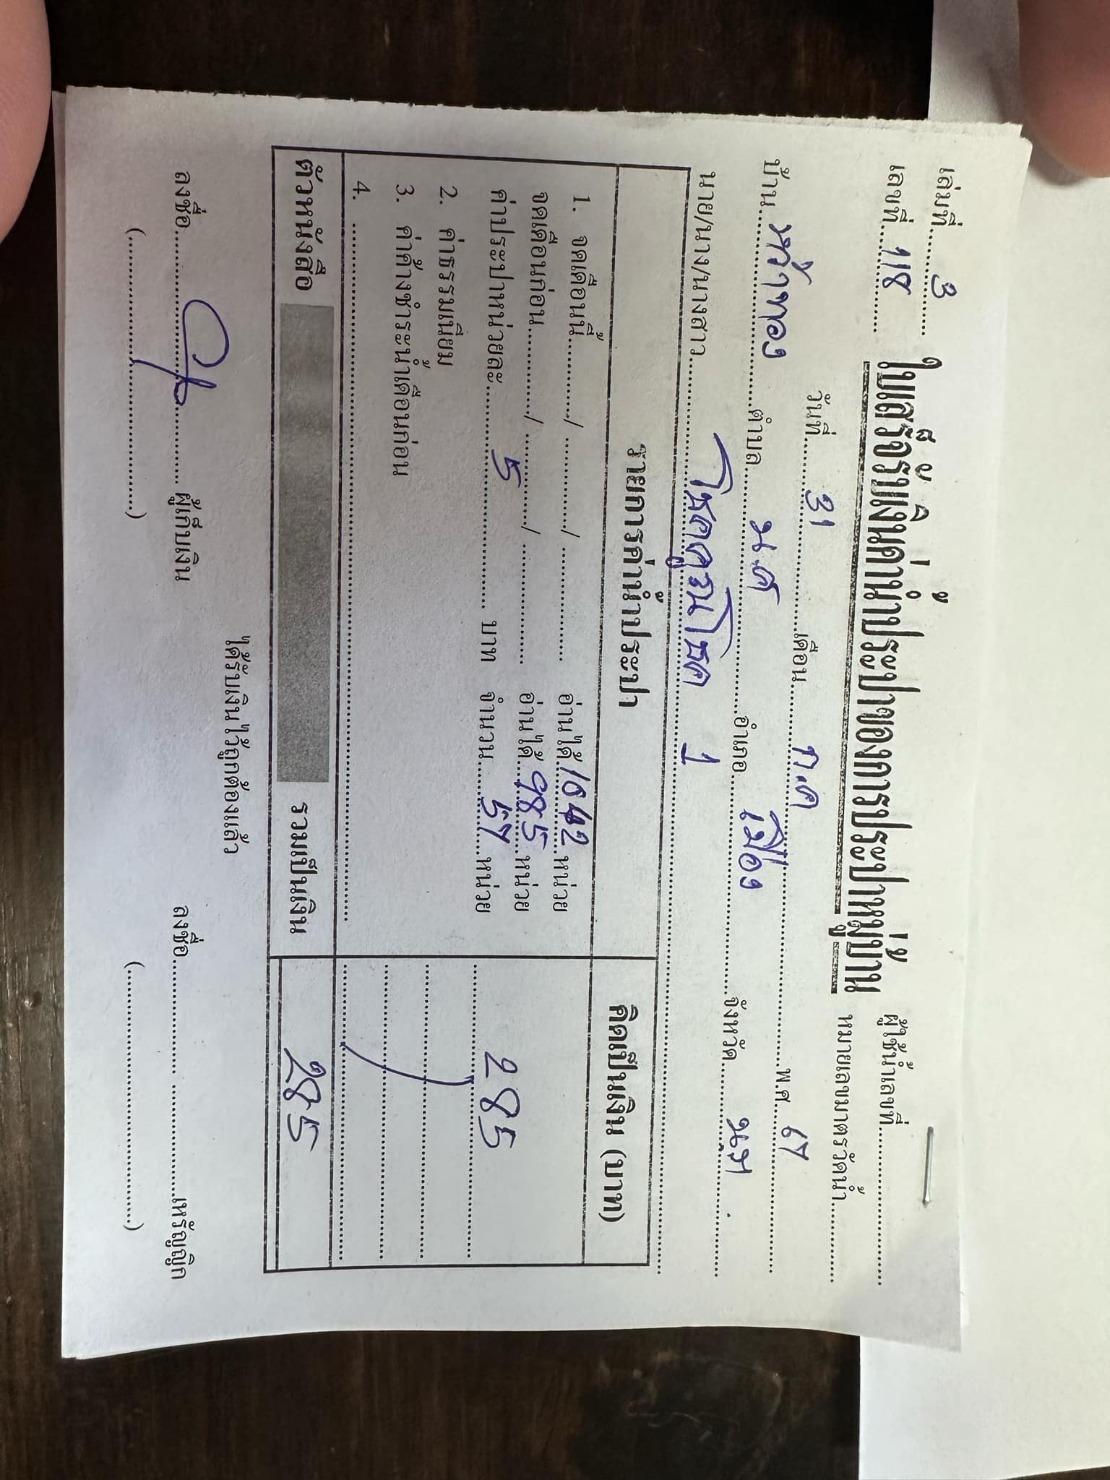 เล่มที่ 3
เลขที่ 118
ใบเสร็จรับเงินค่าน้ำประปาของการประปาหมู่บ้าน
ผู้ใช้น้ำเลขที่
หมายเลขมาตรวัดน้ำ
วันที่ 31 เดือน ก.ค พ.ศ. 67
บ้าน หว้าทอง ตำบล น.ค อำเภอ เมือง จังหวัด
นาย/นาง/นางสาว โชคคูณโชค 1
รายการค่าน้ำประปา คิดเป็นเงิน (บาท)
1. จดเดือนนี้ / / อ่านได้ 1042 หน่วย
จดเดือนก่อน / / อ่านได้ 985 หน่วย
ค่าประปาหน่วยละ 5 บาท จำนวน 57 หน่วย 285
2. ค่าธรรมเนียม
3. ค่าค้างชำระน้ำเดือนก่อน
4.
ตัวหนังสือ รวมเป็นเงิน 285
ได้รับเงินไว้ถูกต้องแล้ว
ลงชื่อ ผู้เก็บเงิน ลงชื่อ เหรัญญิก
( ) ( )